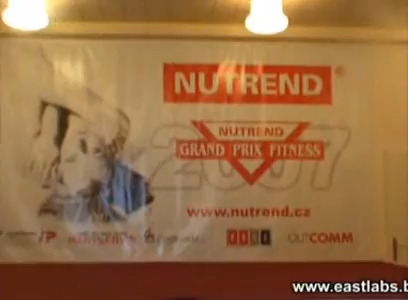 NUTREND®
2007
NUTREND
GRAND PRIX FITNESS
www.nutrend.cz
OUTCOMM
www.eastlabs.b